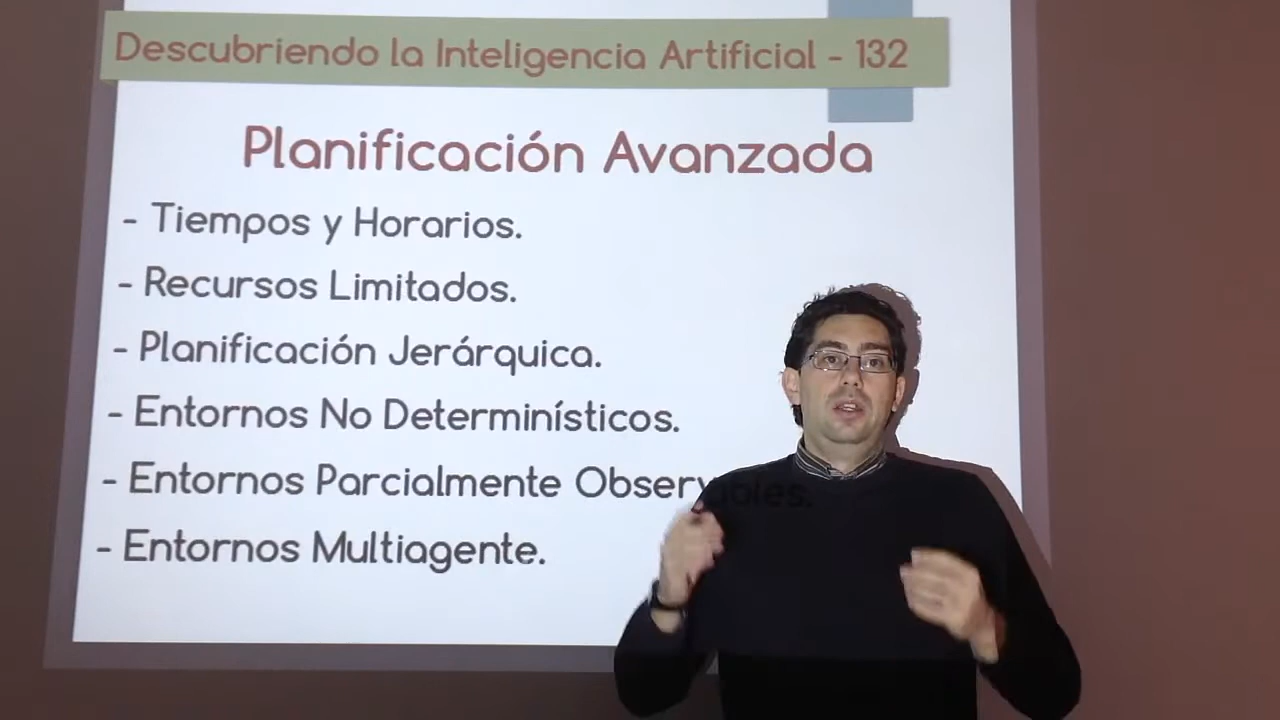 Descubriendo la Inteligencia Artificial - 132
Planificación Avanzada
- Tiempos y Horarios.
- Recursos Limitados.
- Planificación Jerárquica.
- Entornos No Determinísticos.
- Entornos Parcialmente Observables.
- Entornos Multiagente.